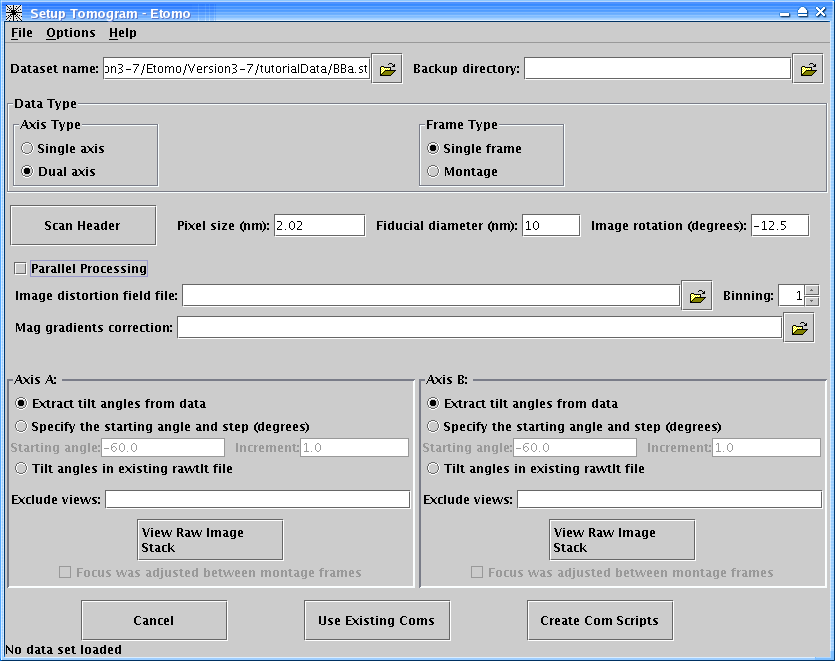 Setup Tomogram - Etomo
File Options Help
Dataset name: on3-7/Etomo/Version3-7/tutorialData/BBa.st Backup directory:
Data Type
Axis Type Frame Type
Single axis Single frame
Dual axis Montage
Scan Header Pixel size (nm): 2.02 Fiducial diameter (nm): 10 Image rotation (degrees): -12.5
Parallel Processing
Image distortion field file: Binning: 1
Mag gradients correction:
Axis A: Axis B:
Extract tilt angles from data Extract tilt angles from data
Specify the starting angle and step (degrees) Specify the starting angle and step (degrees)
Starting angle: -60.0 Increment: 1.0 Starting angle: -60.0 Increment: 1.0
Tilt angles in existing rawtlt file Tilt angles in existing rawtlt file
Exclude views: Exclude views:
View Raw Image View Raw Image
Stack Stack
Focus was adjusted between montage frames Focus was adjusted between montage frames
Cancel Use Existing Coms Create Com Scripts
No data set loaded